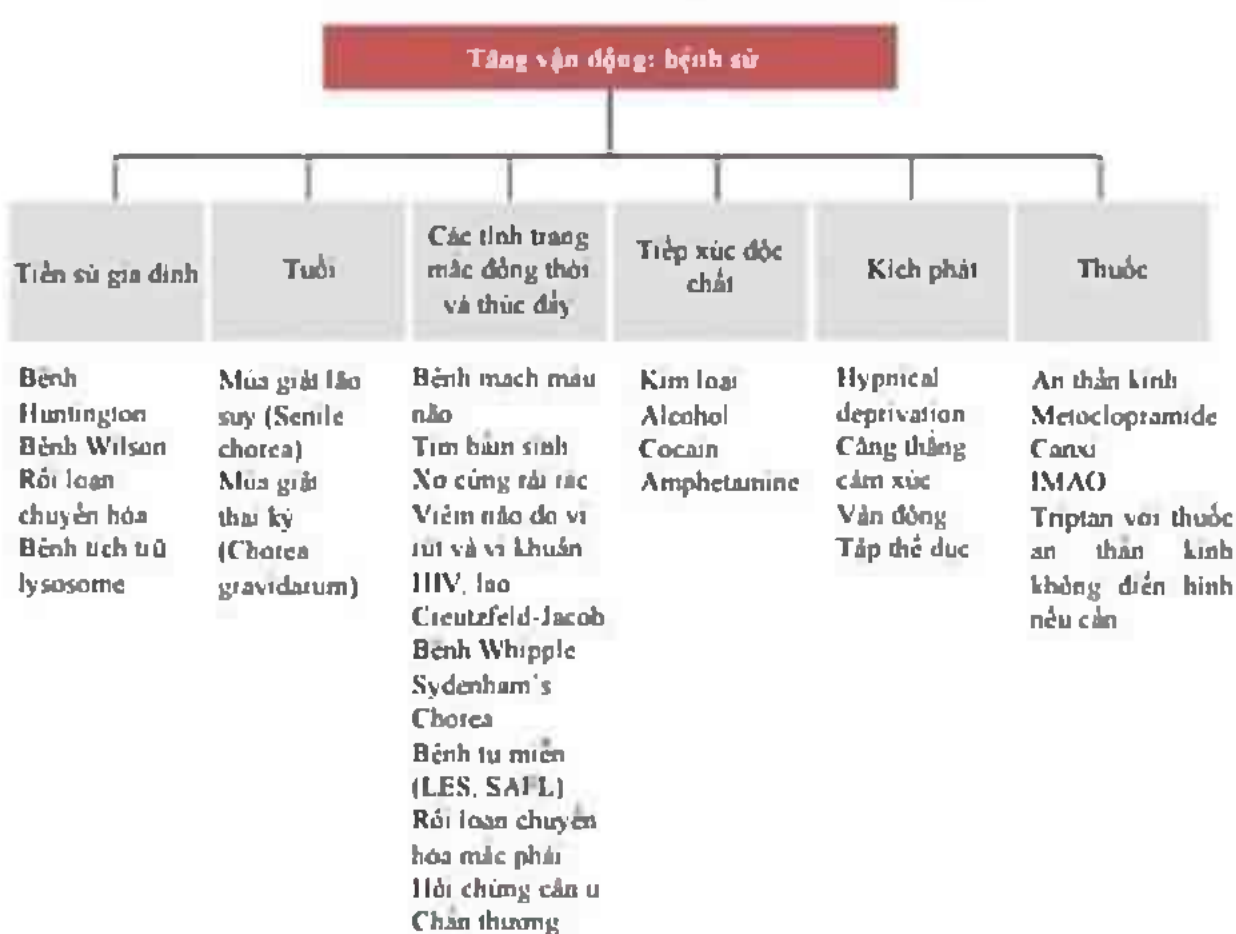 Tăng vận động: bệnh sử
Tiền sử gia đình
Tuổi
Các tình trạng
mắc đồng thời
và thúc đẩy
Tiếp xúc độc
chất
Kích phát
Thuốc
Bệnh
Huntington
Bệnh Wilson
Rối loạn
chuyển hóa
Bệnh tích trữ
lysosome
Múa giật lão
suy (Senile
chorea)
Múa giật
thai kỳ
(Chorea
gravidarum)
Bệnh mạch máu
não
Tim bẩm sinh
Xơ cứng rải rác
Viêm não do vi
rút và vi khuẩn
HIV, lao
Creutzfeld-Jacob
Bệnh Whipple
Sydenham's
Chorea
Bệnh tự miễn
(LES, SAFL)
Rối loạn chuyển
hóa mắc phải
Hội chứng cận u
Chấn thương
Kim loại
Alcohol
Cocain
Amphetamine
Hypnical
deprivation
Căng thẳng
cảm xúc
Vận động
Tập thể dục
An thần kinh
Metoclopramide
Canxi
IMAO
Triptan với thuốc
an thần kinh
không điển hình
nếu cần